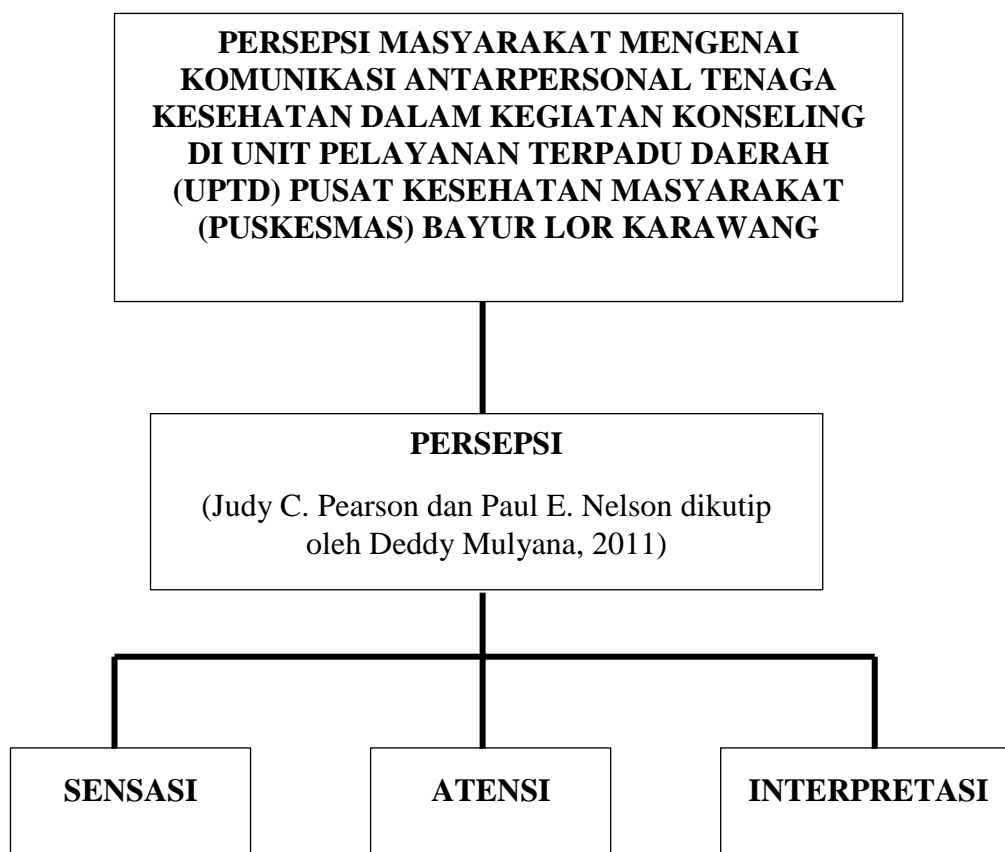 PERSEPSI MASYARAKAT MENGENAI
KOMUNIKASI ANTARPERSONAL TENAGA
KESEHATAN DALAM KEGIATAN KONSELING
DI UNIT PELAYANAN TERPADU DAERAH
(UPTD) PUSAT KESEHATAN MASYARAKAT
(PUSKESMAS) BAYUR LOR KARAWANG
PERSEPSI
(Judy C. Pearson dan Paul E. Nelson dikutip
oleh Deddy Mulyana, 2011)
SENSASI
ATENSI
INTERPRETASI